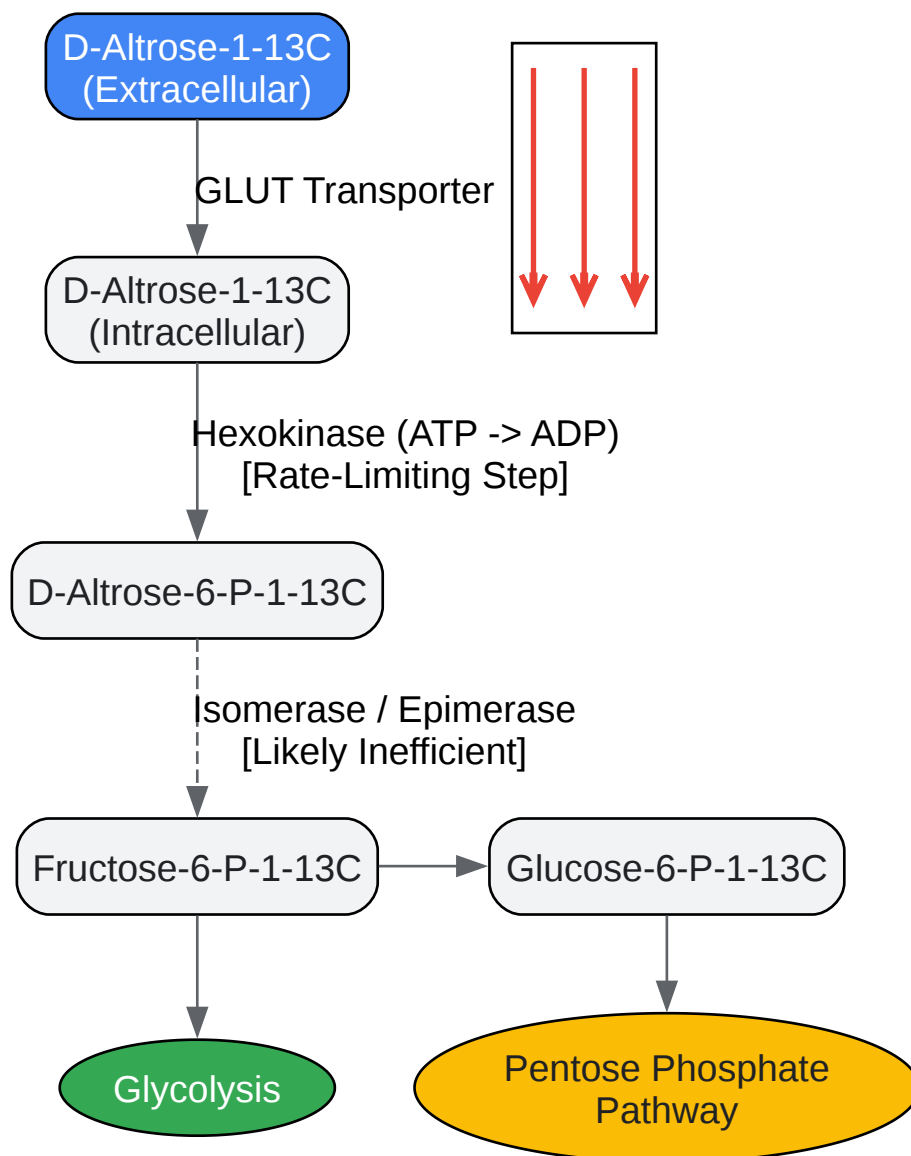 D-Altrose-1-13C
(Extracellular)
GLUT Transporter
D-Altrose-1-13C
(Intracellular)
Hexokinase (ATP -> ADP)
[Rate-Limiting Step]
D-Altrose-6-P-1-13C
Isomerase / Epimerase
[Likely Inefficient]
Fructose-6-P-1-13C
Glucose-6-P-1-13C
Glycolysis
Pentose Phosphate
Pathway